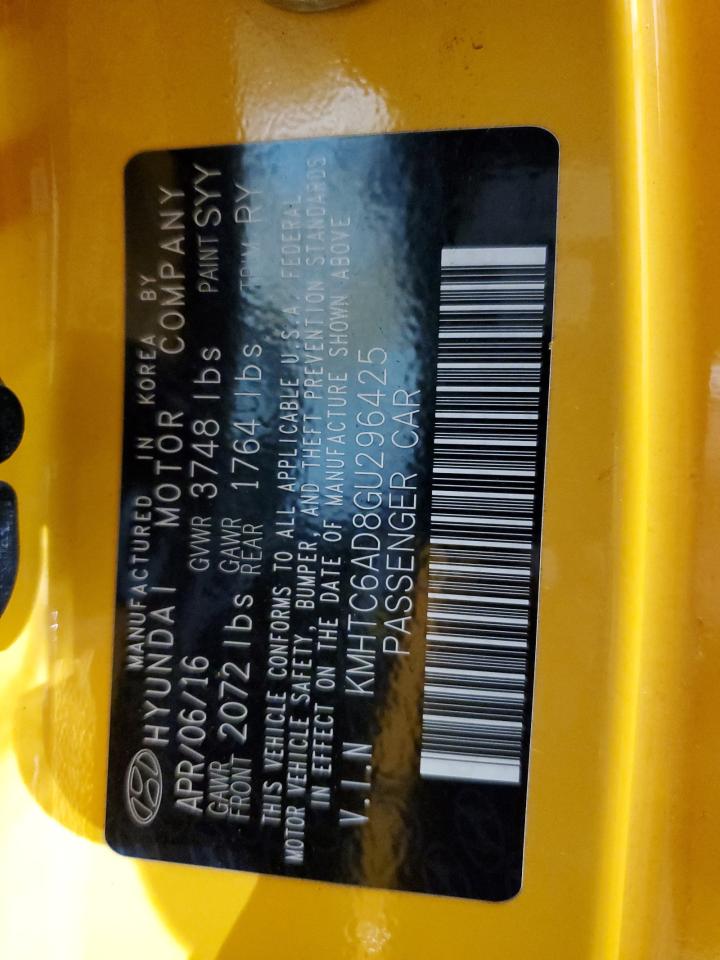 MANUFACTURED IN KOREA BY
HYUNDAI MOTOR COMPANY
APR/06/16 GVWR 3748 lbs PAINT SYY
GAWR FRONT 2072 lbs GAWR REAR 1764 lbs TRIM RY
THIS VEHICLE CONFORMS TO ALL APPLICABLE U.S.A. FEDERAL
MOTOR VEHICLE SAFETY, BUMPER, AND THEFT PREVENTION STANDARDS
IN EFFECT ON THE DATE OF MANUFACTURE SHOWN ABOVE
V.I.N KMHTC6AD8GU296425
PASSENGER CAR